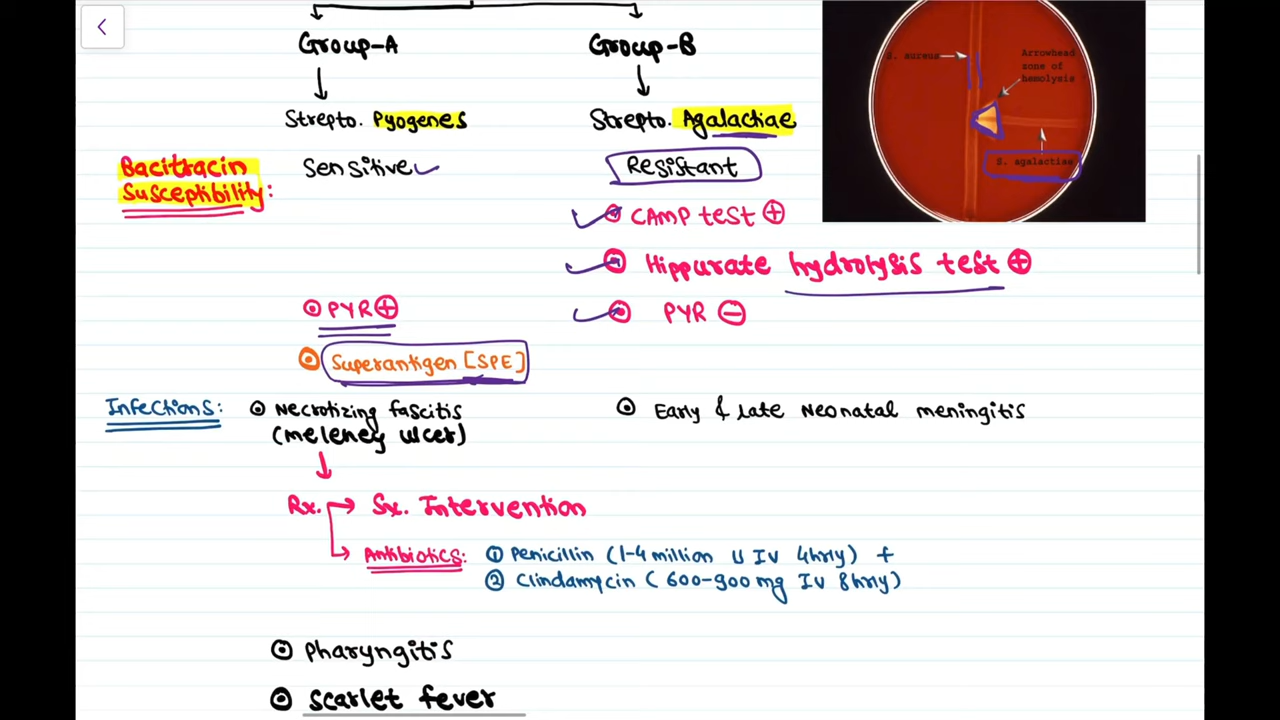 Group-A Group-B
S. aureus Arrowhead
zone of
hemolysis
Strepto. Pyogenes Strepto. Agalactiae
Bacitracin
Susceptibility: Sensitive Resistant
S. agalactiae
CAMP test +
Hippurate hydrolysis test +
PYR + PYR -
Superantigen [SPE]
Infections: Necrotizing fascitis
(meleney ulcer)
Early & late Neonatal meningitis
Rx. Sx. Intervention
Antibiotics: 1 Penicillin (1-4 million U IV 4hrly) +
2 Clindamycin (600-900 mg IV 8hrly)
Pharyngitis
Scarlet fever